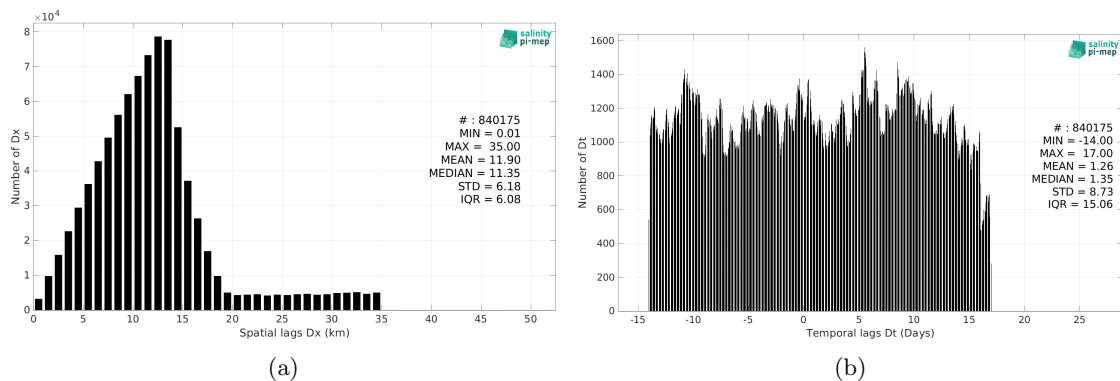 ×10⁴
8
7
6
5
4
3
2
1
0
Number of Dx
salinity
pi-mep
# : 840175
MIN = 0.01
MAX = 35.00
MEAN = 11.90
MEDIAN = 11.35
STD = 6.18
IQR = 6.08
0 5 10 15 20 25 30 35 40 45 50
Spatial lags Dx (km)
(a)
1600
1400
1200
1000
800
600
400
200
0
Number of Dt
salinity
pi-mep
# : 840175
MIN = -14.00
MAX = 17.00
MEAN = 1.26
MEDIAN = 1.35
STD = 8.73
IQR = 15.06
-15 -10 -5 0 5 10 15 20 25
Temporal lags Dt (Days)
(b)